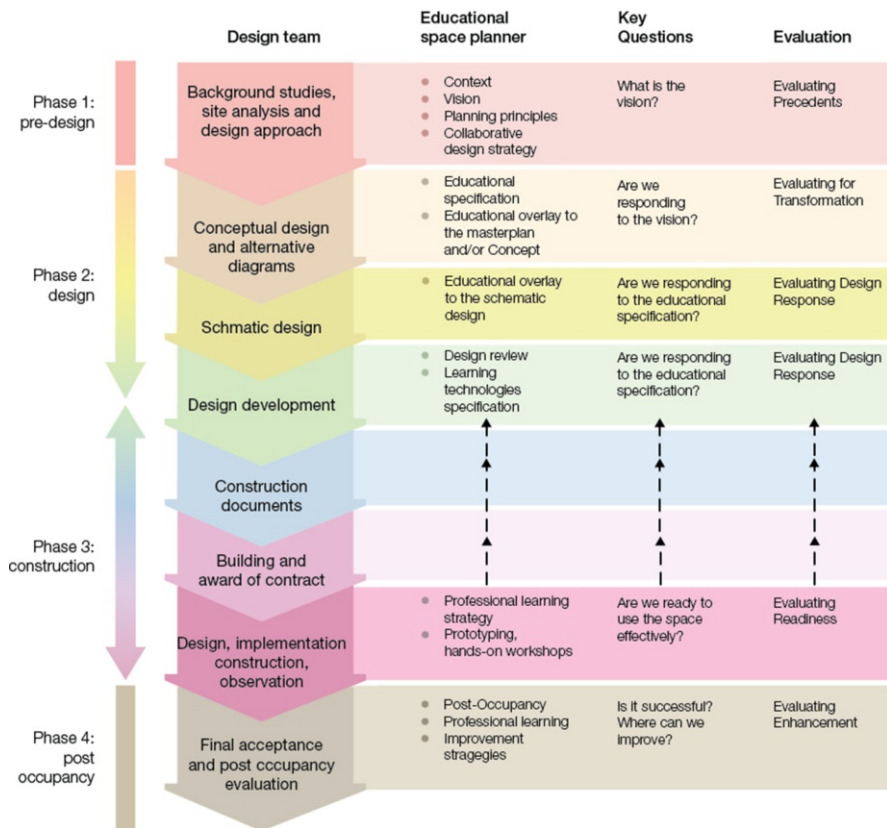 Design team
Educational
space planner
Key
Questions
Evaluation
Phase 1:
pre-design
Background studies,
site analysis and
design approach
Context
Vision
Planning principles
Collaborative
design strategy
What is the
vision?
Evaluating
Precedents
Phase 2:
design
Conceptual design
and alternative
diagrams
Educational
specification
Educational overlay to
the masterplan
and/or Concept
Are we
responding
to the vision?
Evaluating for
Transformation
Schmatic design
Educational overlay
to the schematic
design
Are we responding
to the educational
specification?
Evaluating Design
Response
Design development
Design review
Learning
technologies
specification
Are we responding
to the educational
specification?
Evaluating Design
Response
Phase 3:
construction
Construction
documents
Building and
award of contract
Design, implementation
construction,
observation
Professional learning
strategy
Prototyping,
hands-on workshops
Are we ready to
use the space
effectively?
Evaluating
Readiness
Phase 4:
post
occupancy
Final acceptance
and post cccupancy
evaluation
Post-Occupancy
Professional learning
Improvement
stragegies
Is it successful?
Where can we
improve?
Evaluating
Enhancement